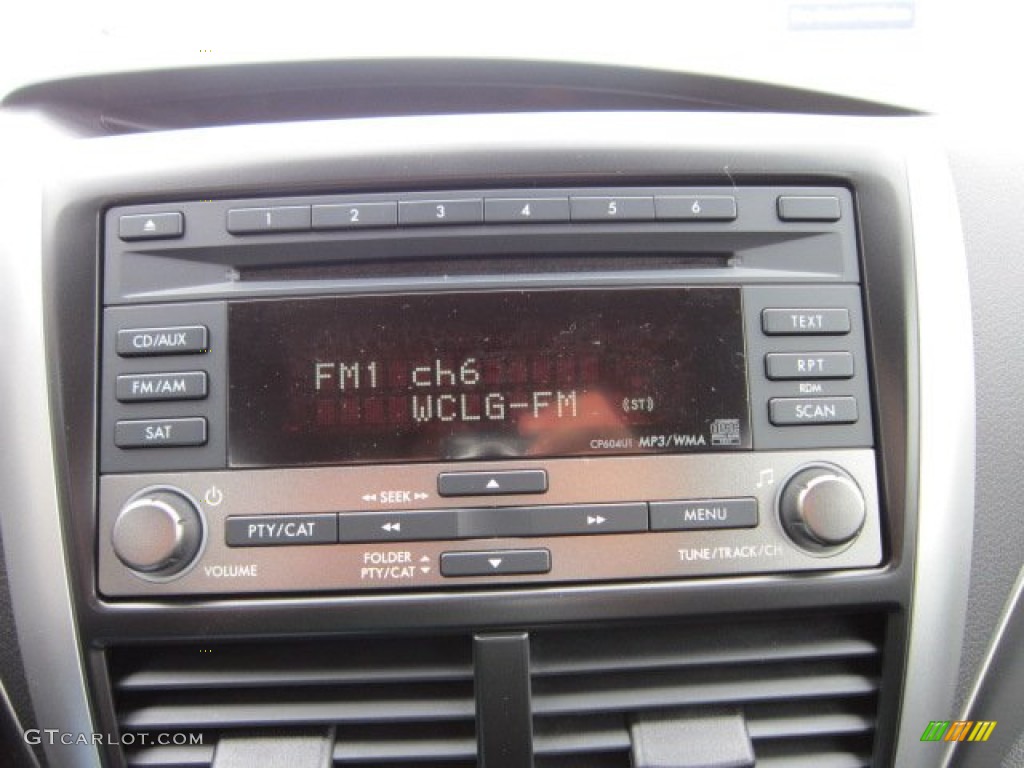 1 2 3 4 5 6
CD/AUX
TEXT
FM1 ch6
RPT
FM/AM
RDM
WCLG-FM (ST)
SCAN
SAT
CP604U1 MP3/WMA
SEEK
PTY/CAT
MENU
VOLUME
FOLDER
PTY/CAT
TUNE/TRACK/CH
GTCARLOT.COM